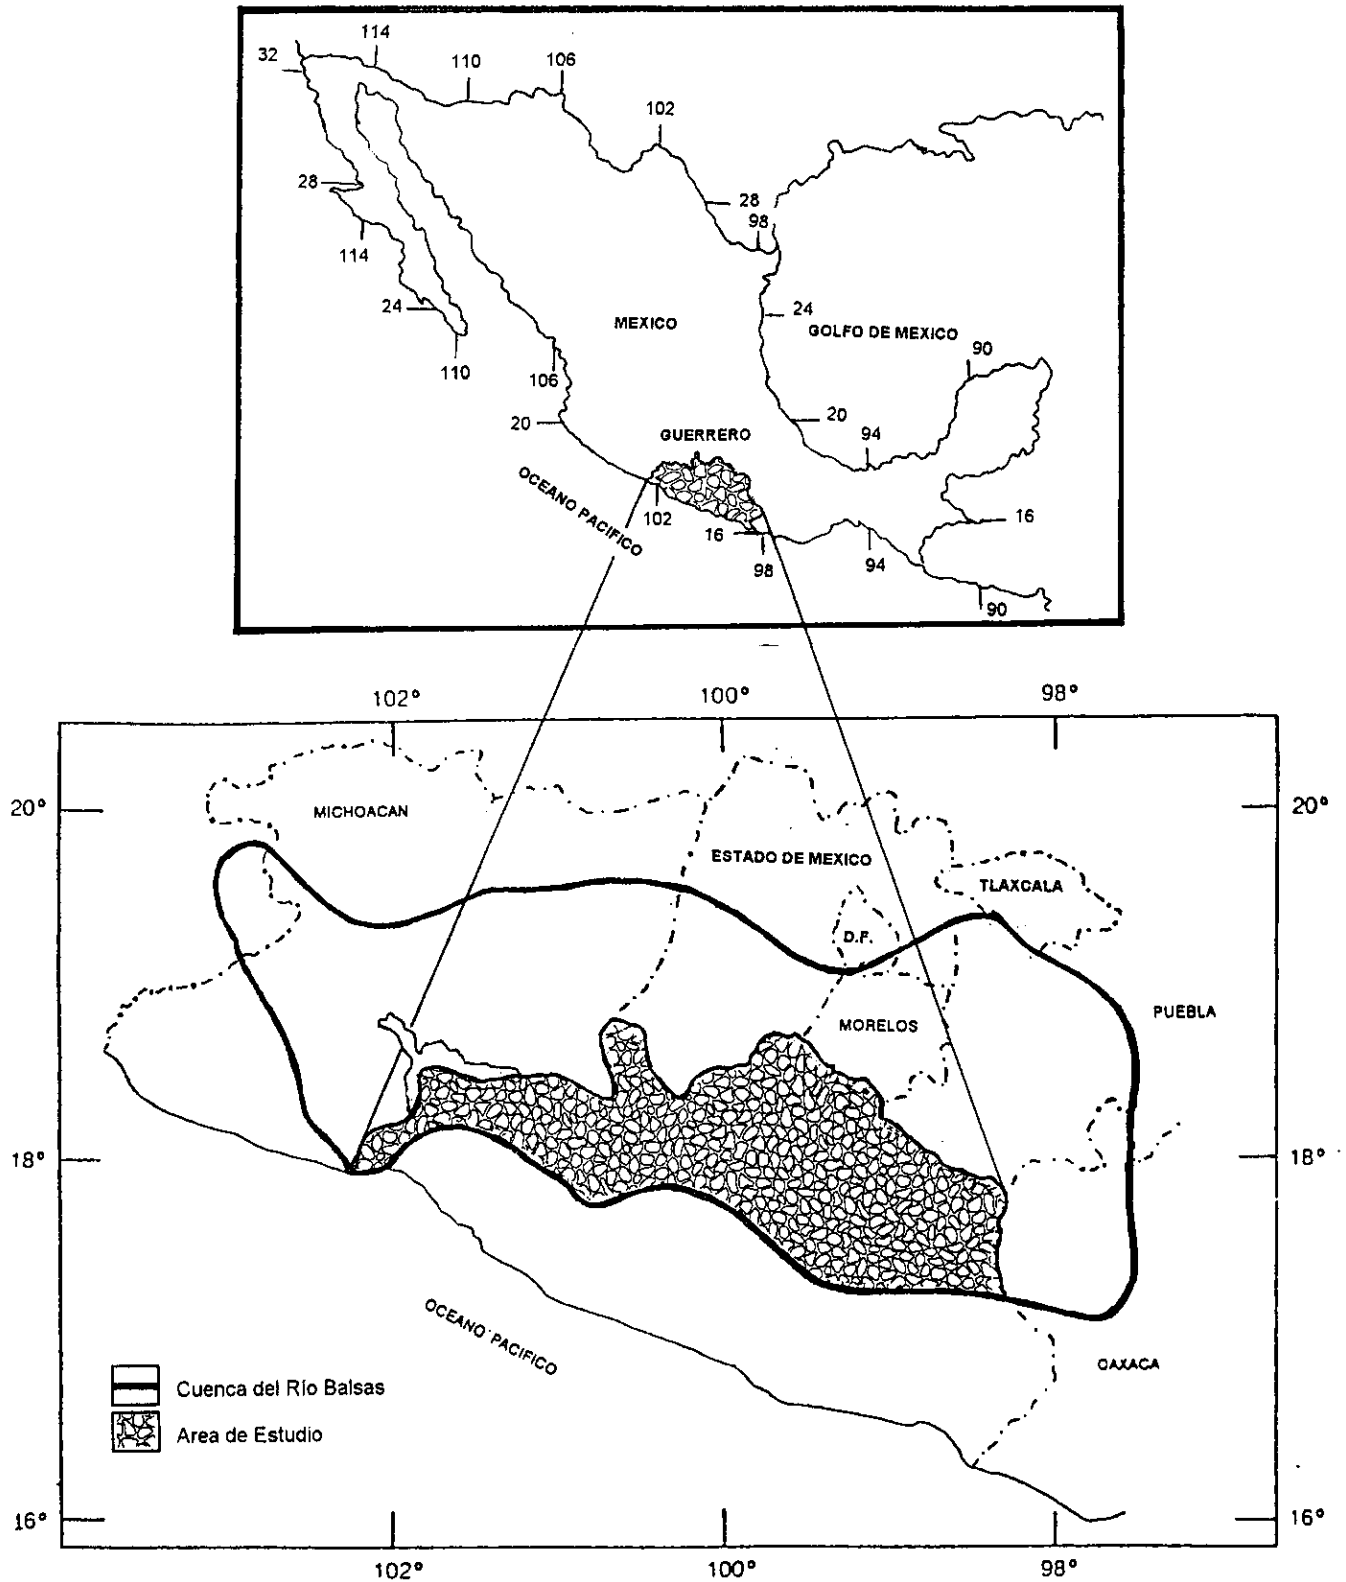 114
32
110
106
102
28
28
98
114
24
24
MEXICO
GOLFO DE MEXICO
110
106
90
20
20
94
GUERRERO
OCEANO PACIFICO
102
16
16
98
94
90
102°
100°
98°
20°
MICHOACAN
20°
ESTADO DE MEXICO
TLAXCALA
D.F.
MORELOS
PUEBLA
18°
18°
OCEANO PACIFICO
OAXACA
Cuenca del Río Balsas
Area de Estudio
16°
16°
102°
100°
98°